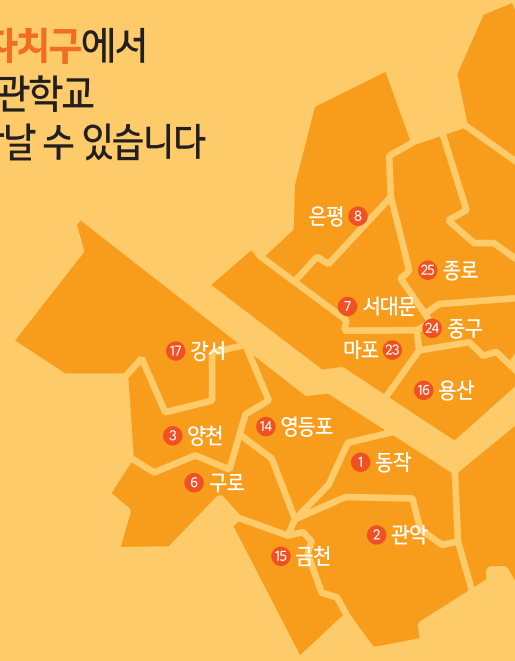 자치구에서
관학교
날 수 있습니다
은평 8
25 종로
7 서대문
24 중구
마포 23
17 강서
16 용산
14 영등포
3 양천
1 동작
6 구로
2 관악
15 금천